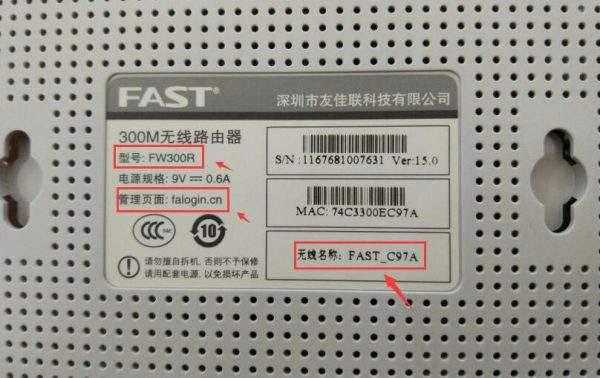 FAST®
深圳市友佳联科技有限公司
300M无线路由器
型号: FW300R
电源规格: 9V⎓0.6A
管理页面: falogin.cn
CCC
10
请勿擅自拆机, 否则不予保修
请用配套电源, 以免损坏产品
S/N:1167681007631 Ver:15.0
MAC: 74C3300EC97A
无线名称: FAST_C97A